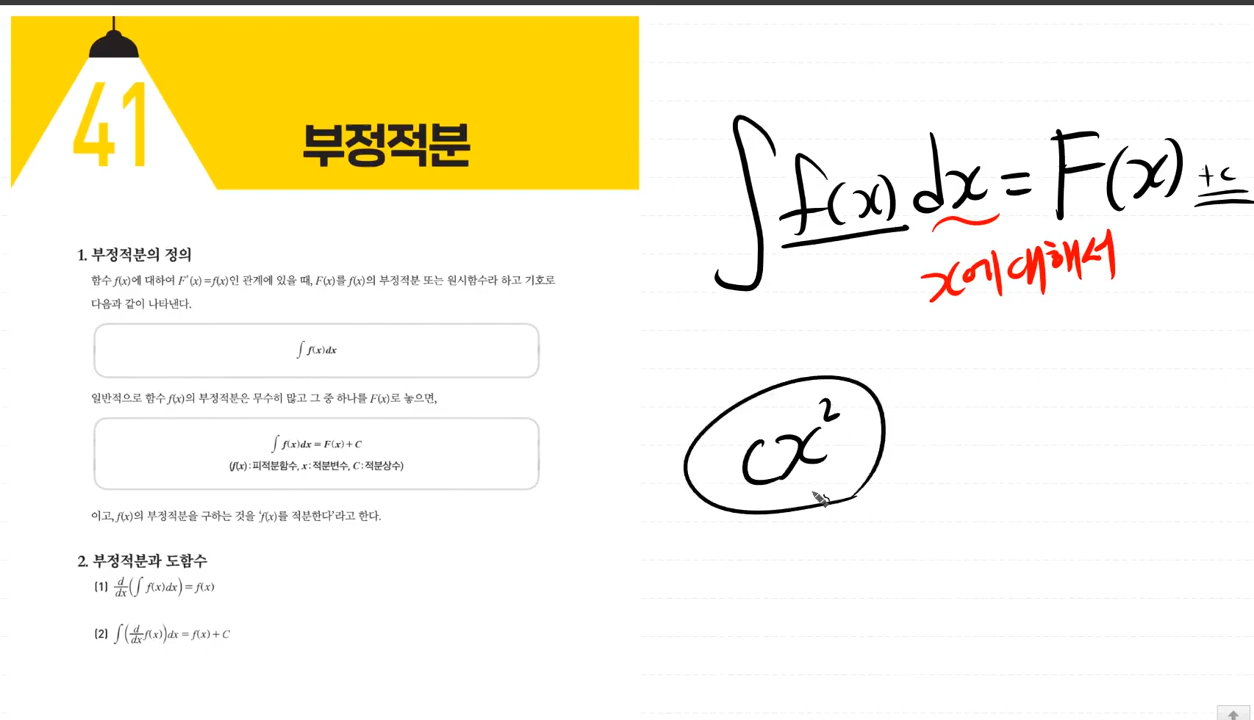 41
부정적분
1. 부정적분의 정의
함수 f(x)에 대하여 F'(x)=f(x)인 관계에 있을 때, F(x)를 f(x)의 부정적분 또는 원시함수라 하고 기호로
다음과 같이 나타낸다.
∫ f(x)dx
일반적으로 함수 f(x)의 부정적분은 무수히 많고 그 중 하나를 F(x)로 놓으면,
∫ f(x)dx = F(x)+C
(f(x) : 피적분함수, x : 적분변수, C : 적분상수)
이고, f(x)의 부정적분을 구하는 것을 'f(x)를 적분한다'라고 한다.
2. 부정적분과 도함수
(1) d/dx(∫ f(x)dx) = f(x)
(2) ∫(d/dx f(x))dx = f(x)+C
∫f(x)dx = F(x) +c
x에 대해서
cx²